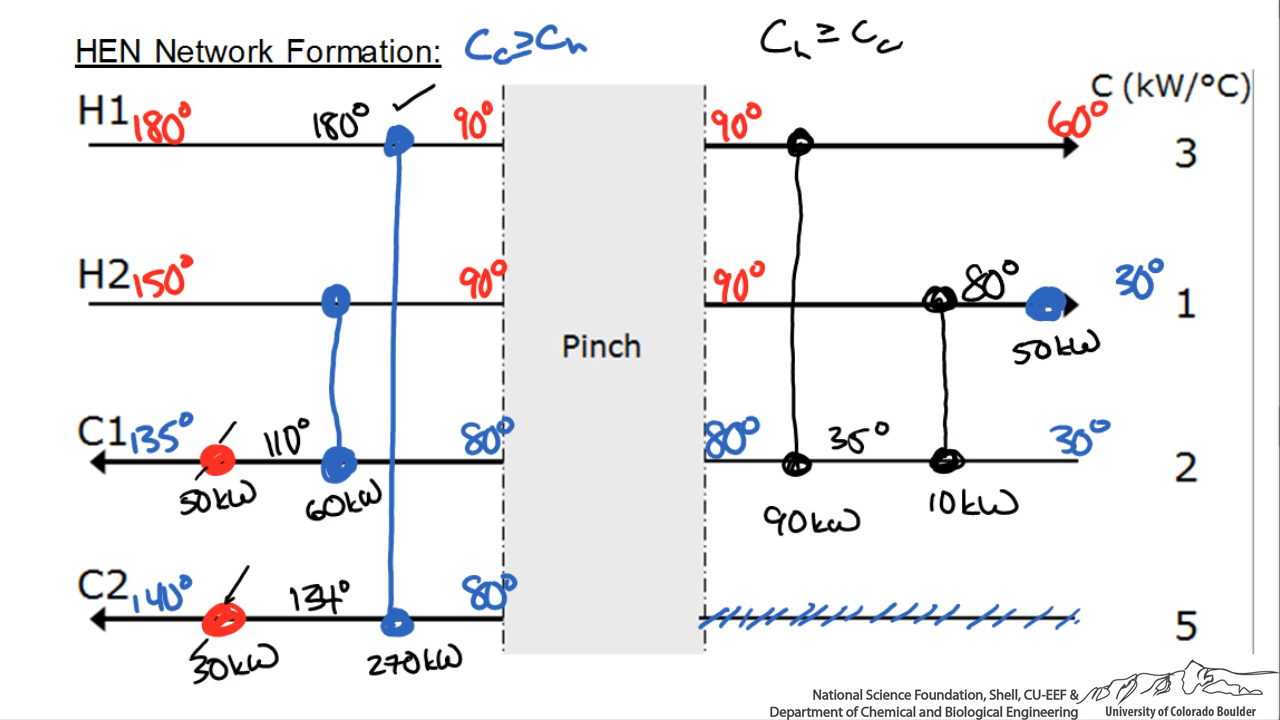 HEN Network Formation: Cc≥Ch Ch≥Cc
C (kW/°C)
H1 180° 180° 90° 90° 60° 3
H2 150° 90° 90° 80° 30° 1
50kW
Pinch
C1 135° 110° 80° 80° 35° 30° 2
50kW 60kW 90kW 10kW
C2 140° 134° 80° 5
30kW 270kW
National Science Foundation, Shell, CU-EEF &
Department of Chemical and Biological Engineering
University of Colorado Boulder